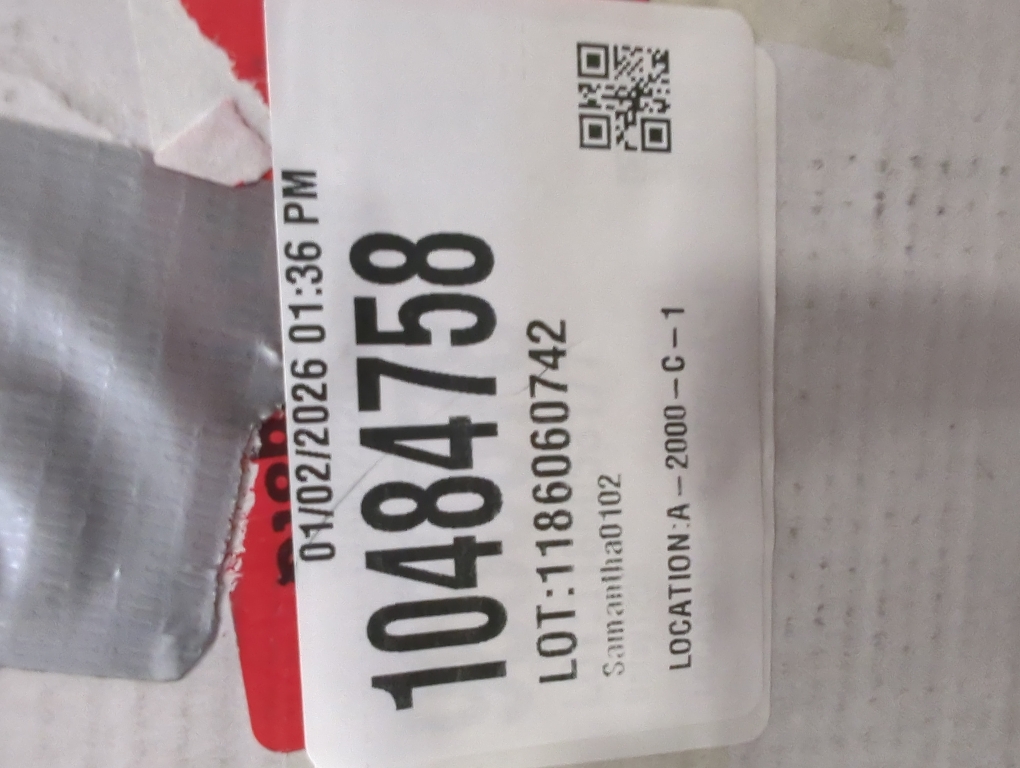 01/02/2026 01:36 PM
10484758
LOT:1186060742
Samantha0102
LOCATION:A-2000-C-1